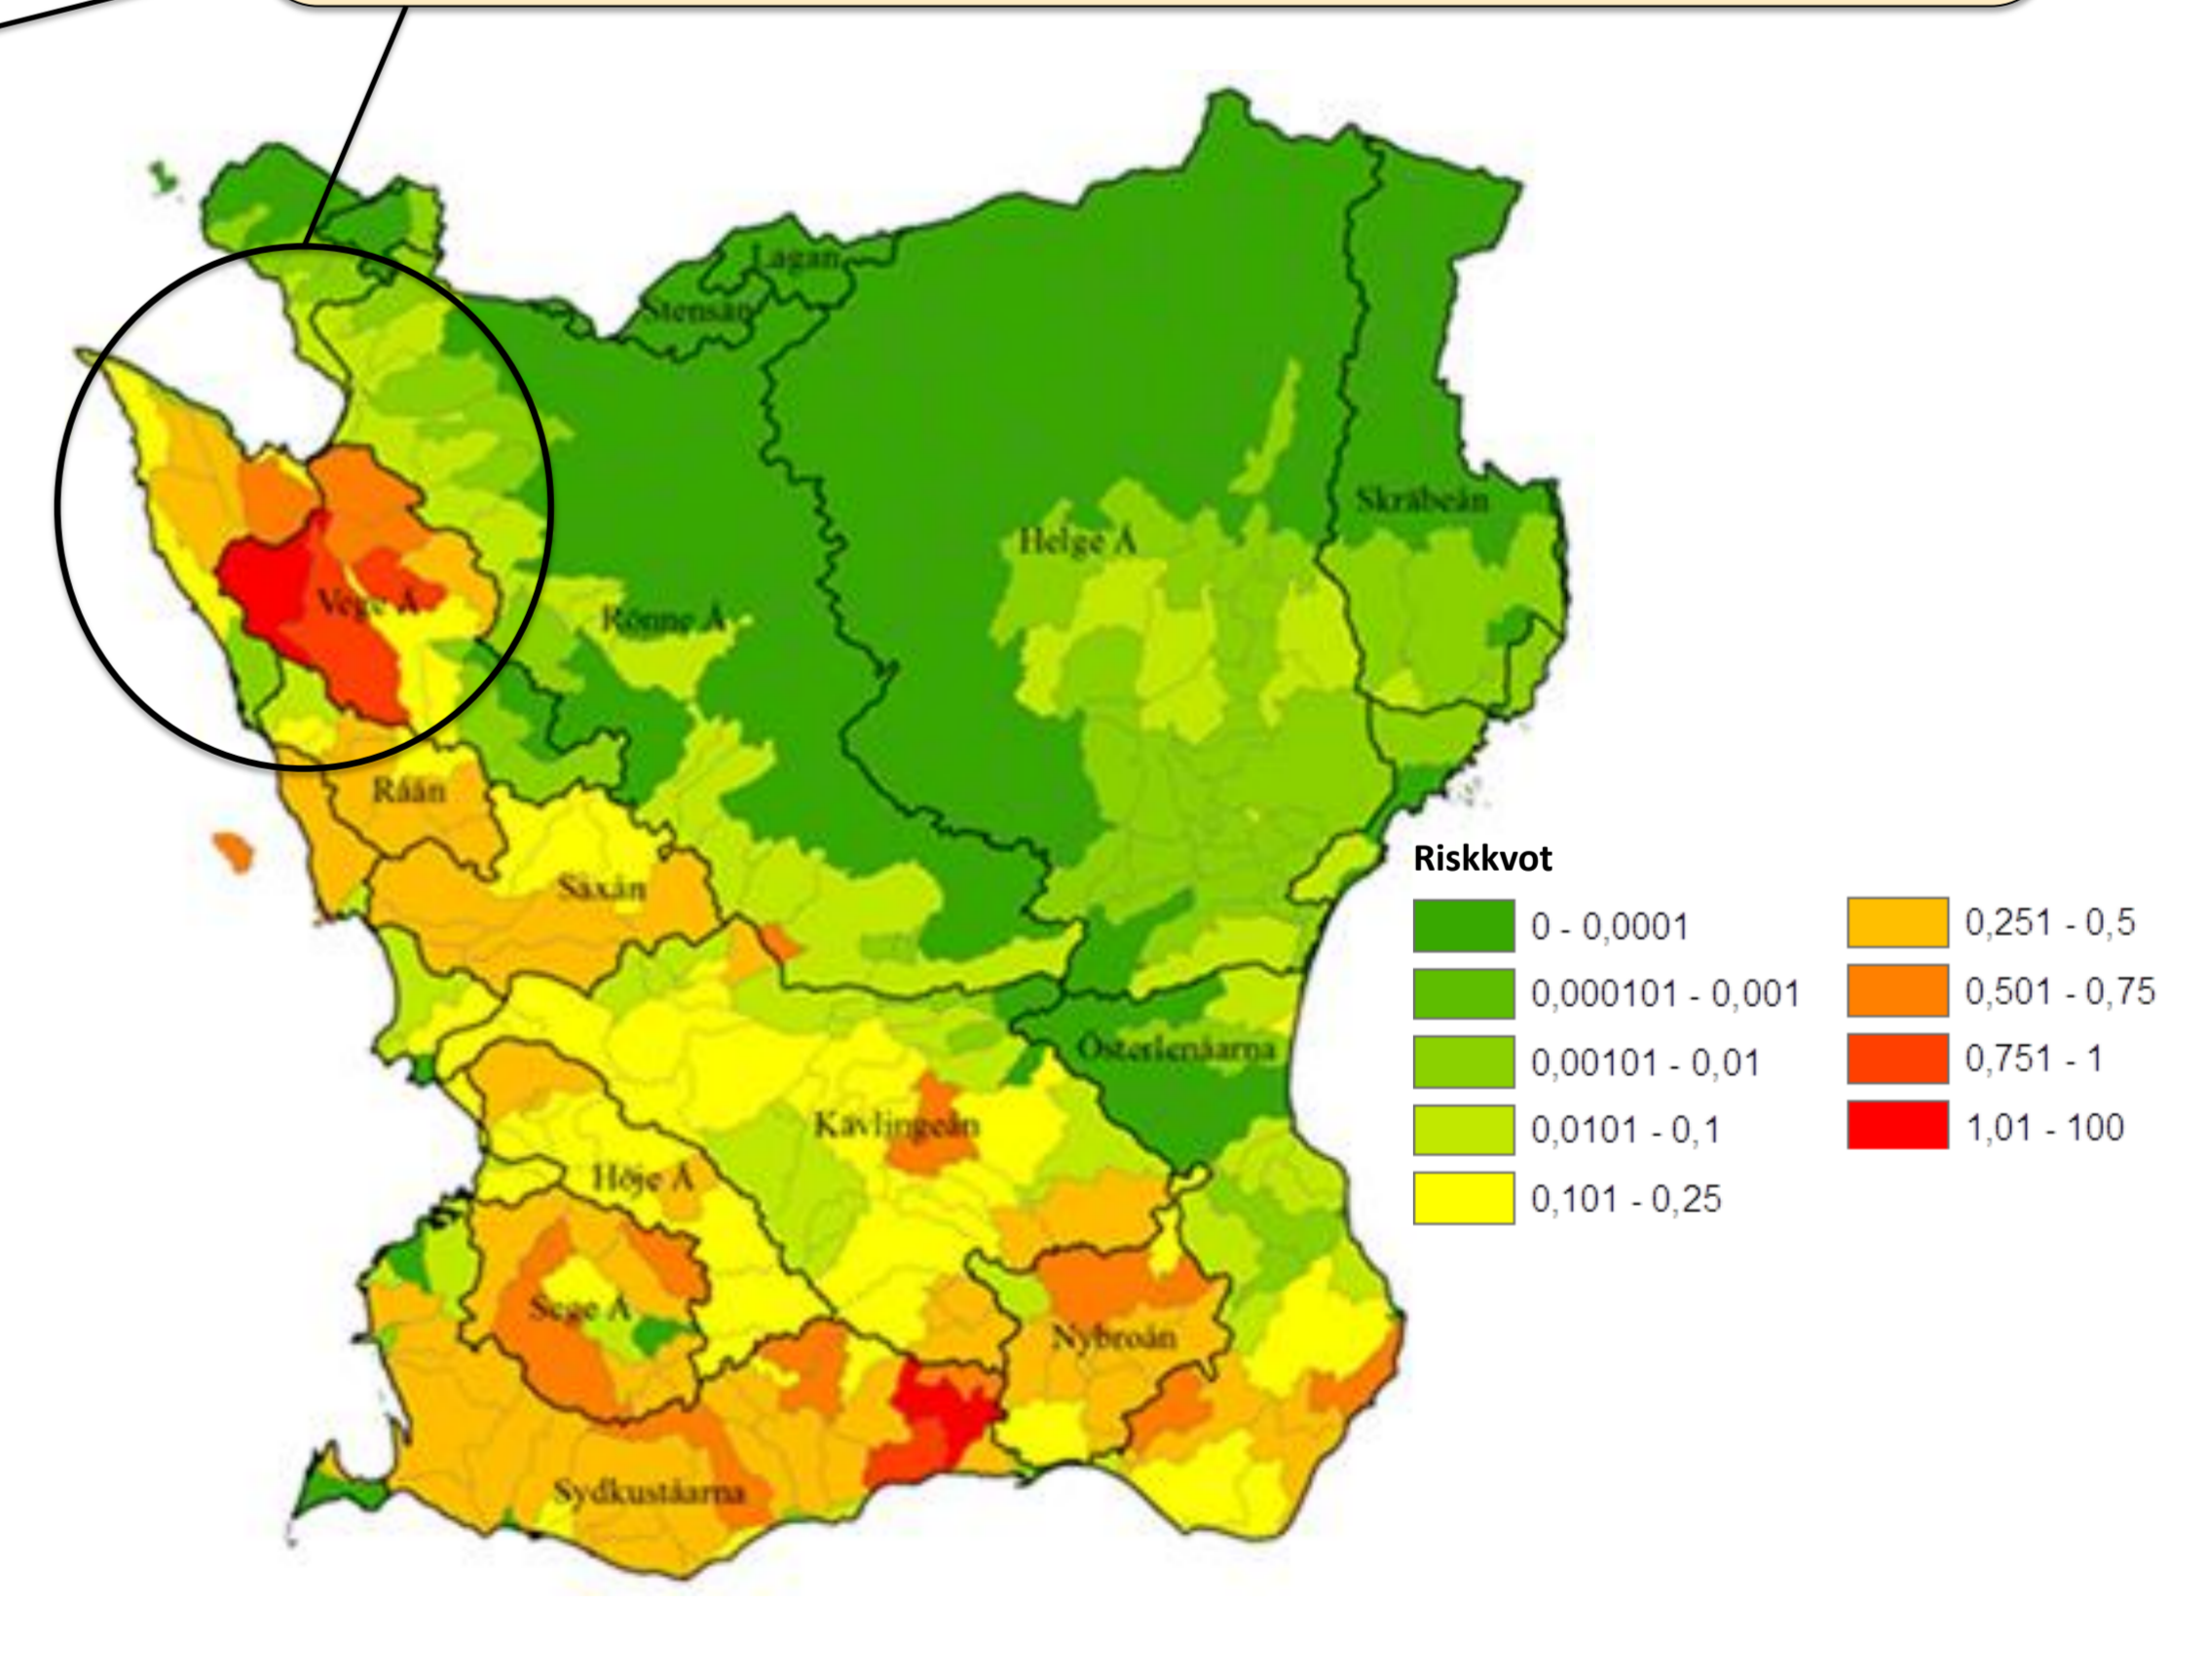 Lagan
Stensån
Skräbeån
Helge Å
Vege Å
Rönne Å
Råån
Säxån
Österlenåarna
Kävlingeån
Höje Å
Sege Å
Nybroån
Sydkuståarna
Riskkvot
0 - 0,0001
0,000101 - 0,001
0,00101 - 0,01
0,0101 - 0,1
0,101 - 0,25
0,251 - 0,5
0,501 - 0,75
0,751 - 1
1,01 - 100